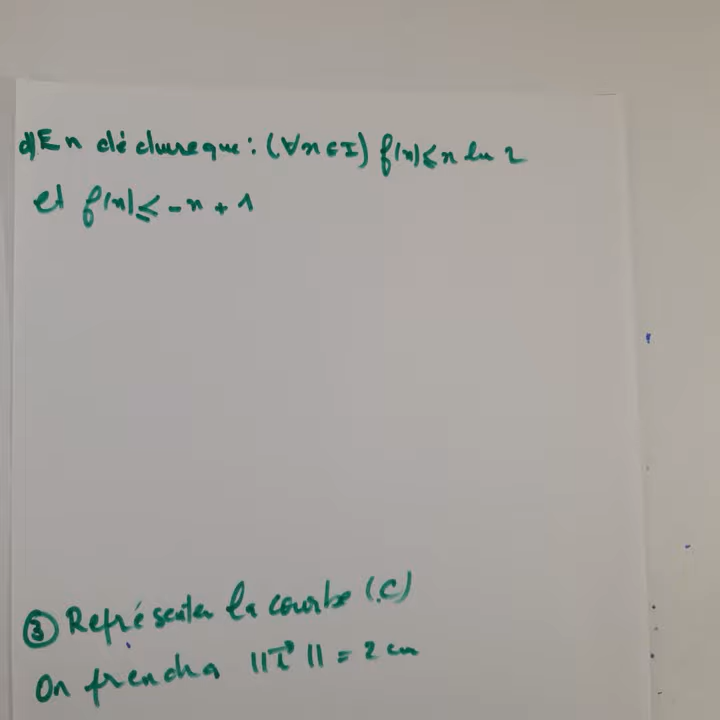 d) En déduire que : (∀x∈I) f(x) ≤ x ln 2
et f(x) ≤ -x + 1
③ Représenter la courbe (C)
On prendra ||i⃗|| = 2 cm